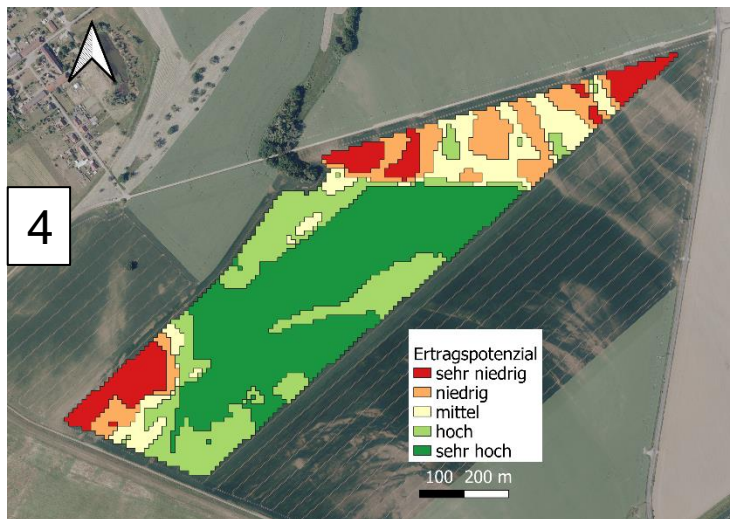 4
Ertragspotenzial
sehr niedrig
niedrig
mittel
hoch
sehr hoch
100 200 m